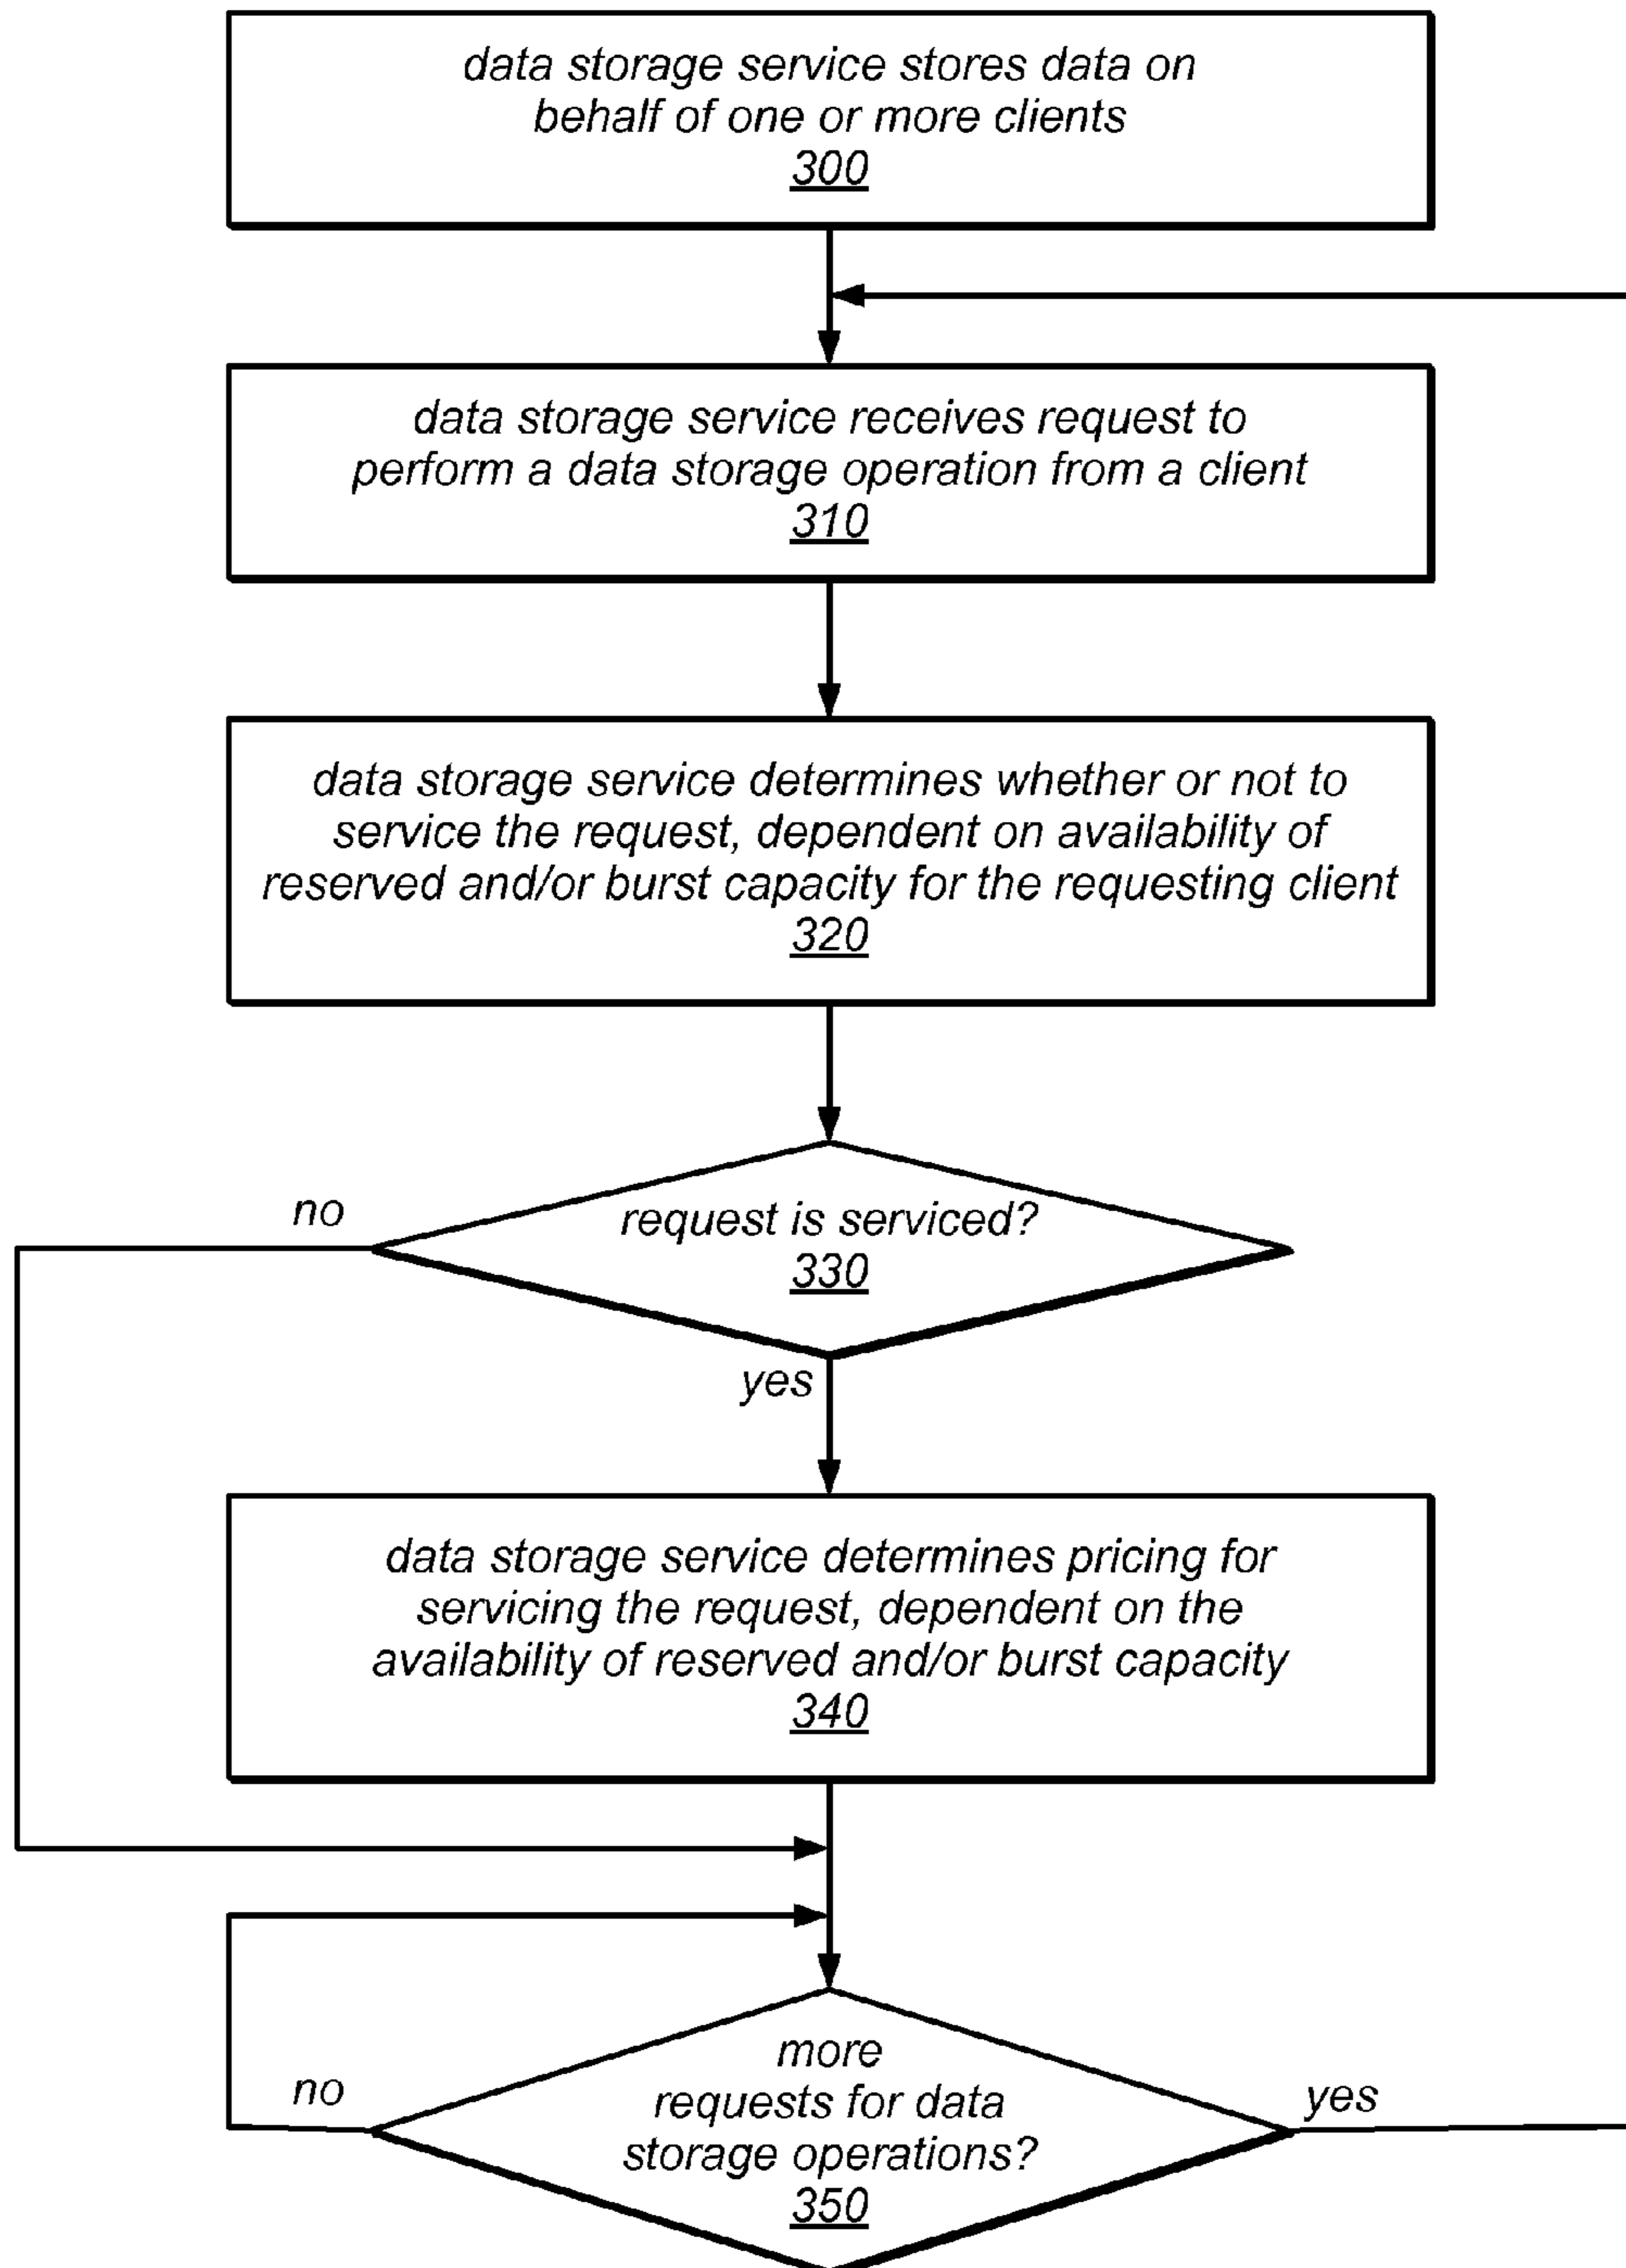 data storage service stores data on
behalf of one or more clients
300
data storage service receives request to
perform a data storage operation from a client
310
data storage service determines whether or not to
service the request, dependent on availability of
reserved and/or burst capacity for the requesting client
320
no
request is serviced?
330
yes
data storage service determines pricing for
servicing the request, dependent on the
availability of reserved and/or burst capacity
340
more
no
requests for data
yes
storage operations?
350